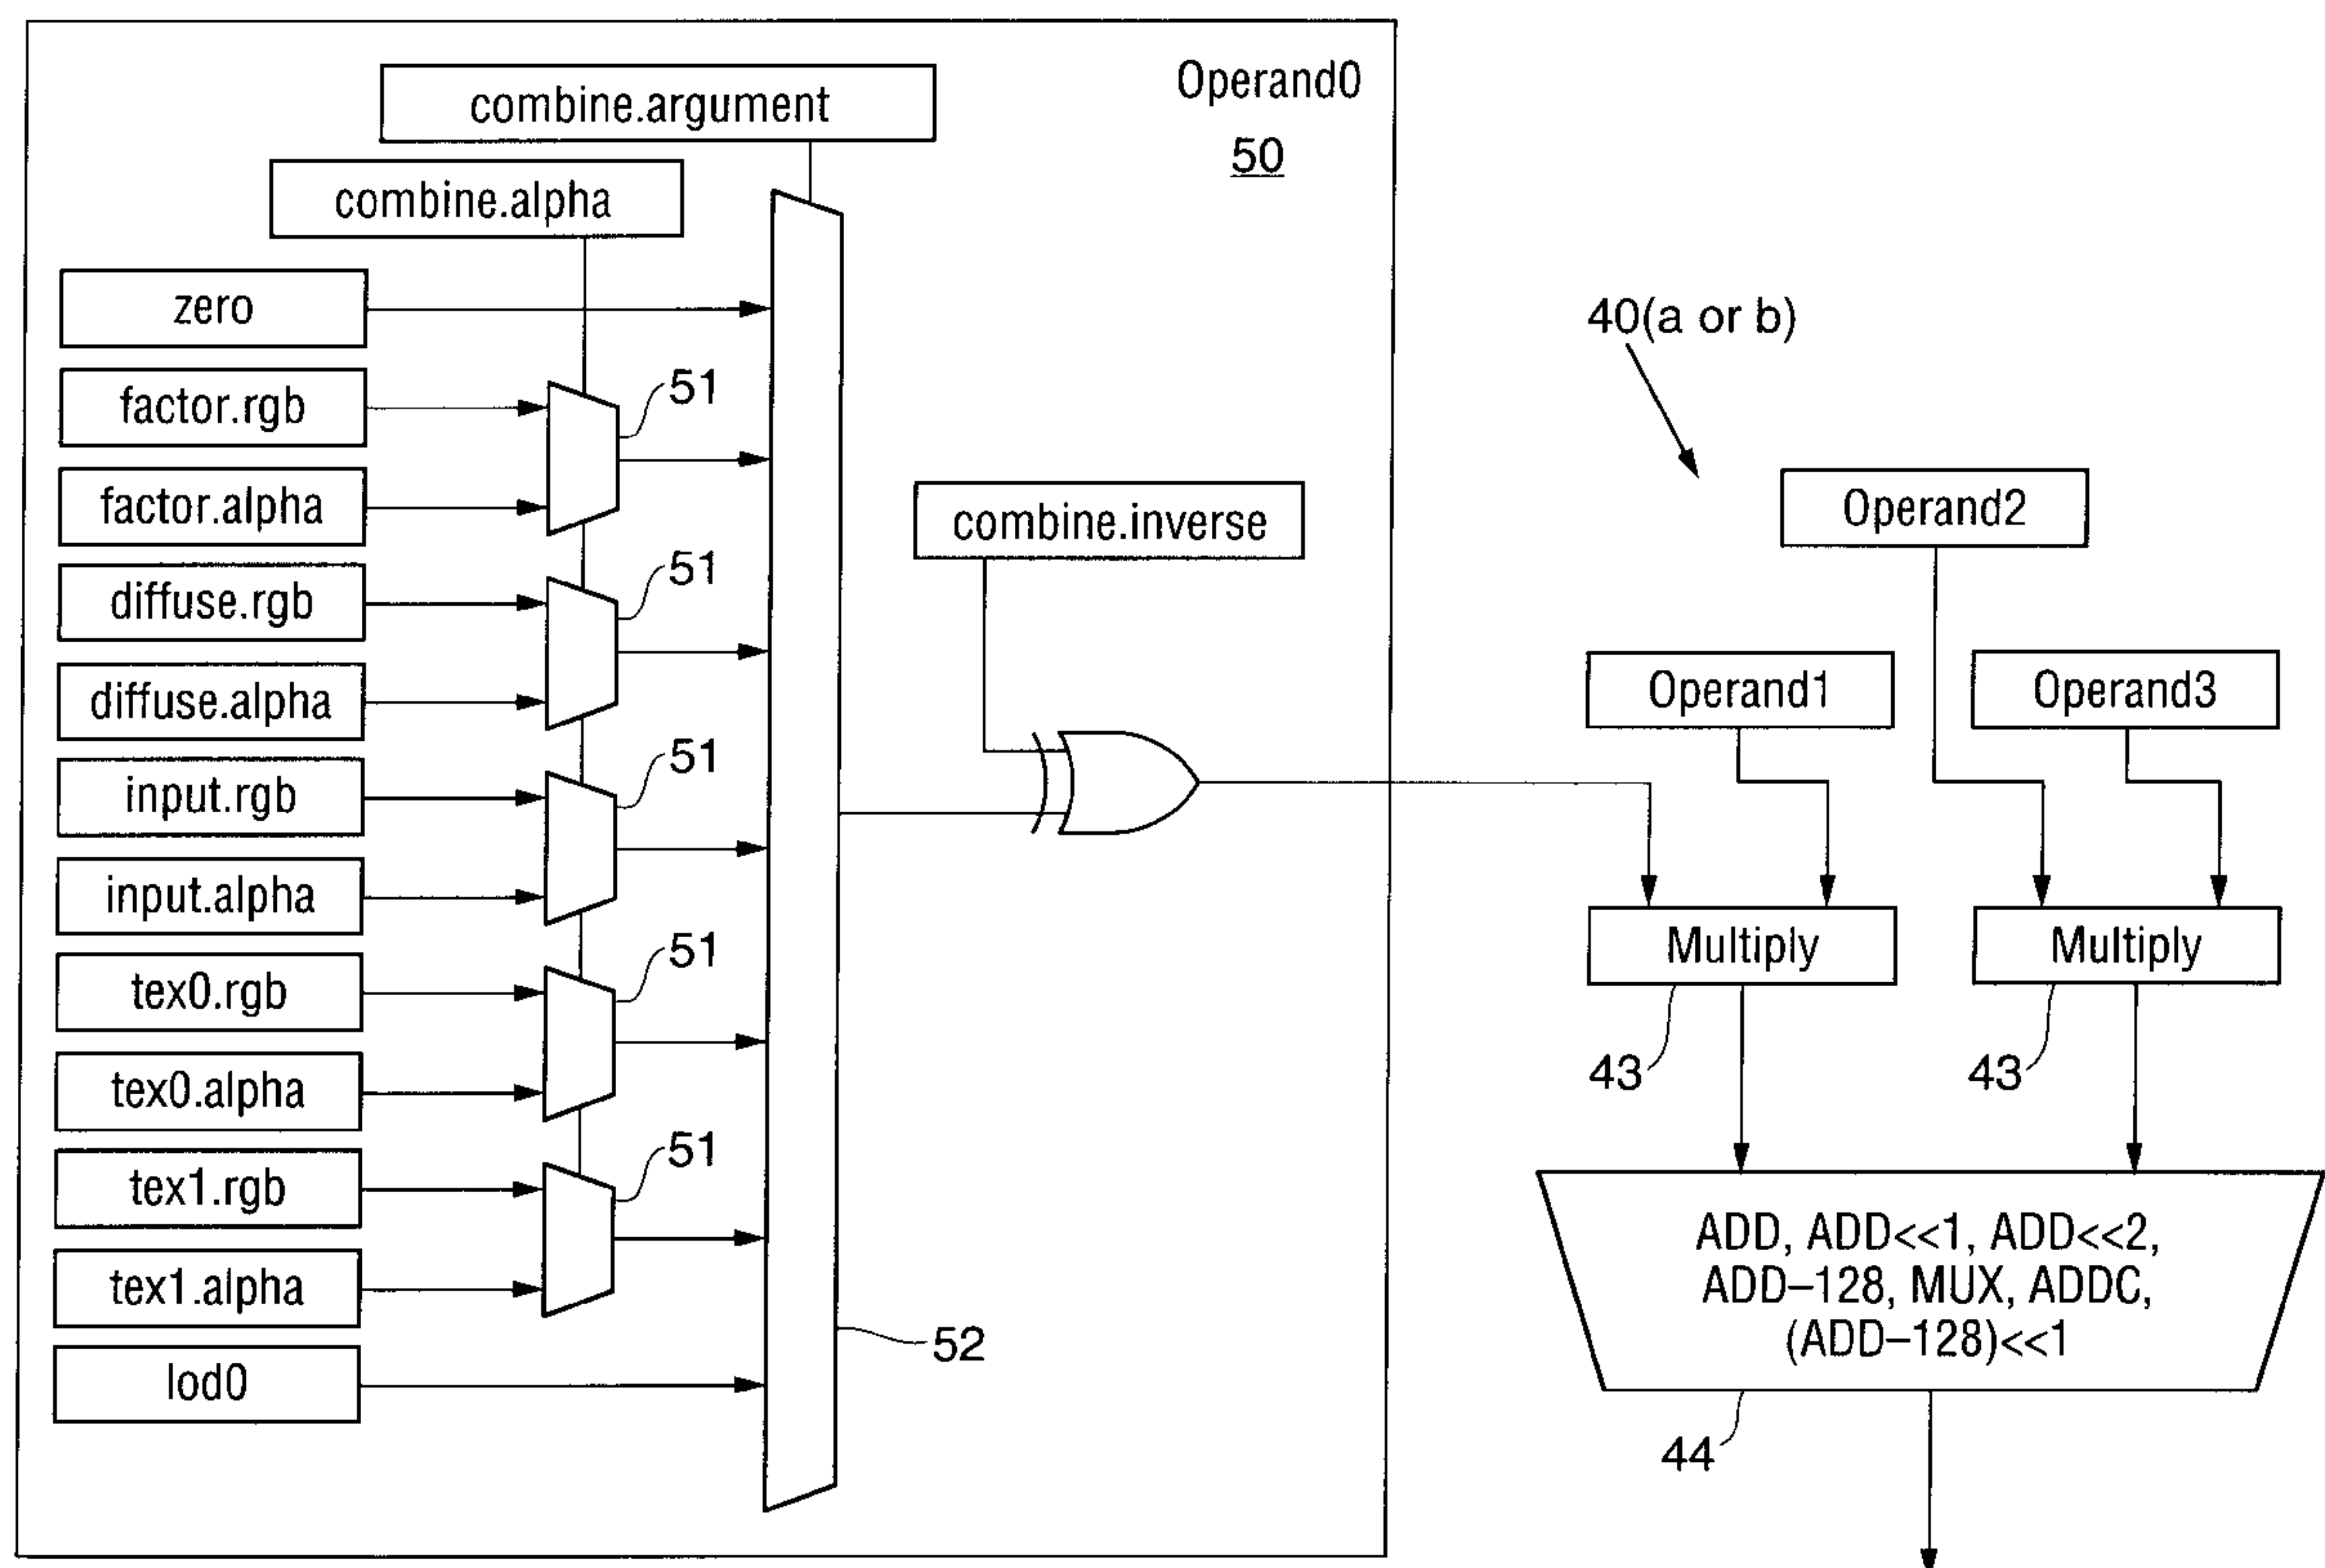 Operand0
50
combine.argument
combine.alpha
zero
factor.rgb
factor.alpha
diffuse.rgb
diffuse.alpha
input.rgb
input.alpha
tex0.rgb
tex0.alpha
tex1.rgb
tex1.alpha
lod0
51
51
51
51
51
52
combine.inverse
40(a or b)
Operand2
Operand1
Operand3
Multiply
Multiply
43
43
ADD, ADD<<1, ADD<<2,
ADD–128, MUX, ADDC,
(ADD–128)<<1
44